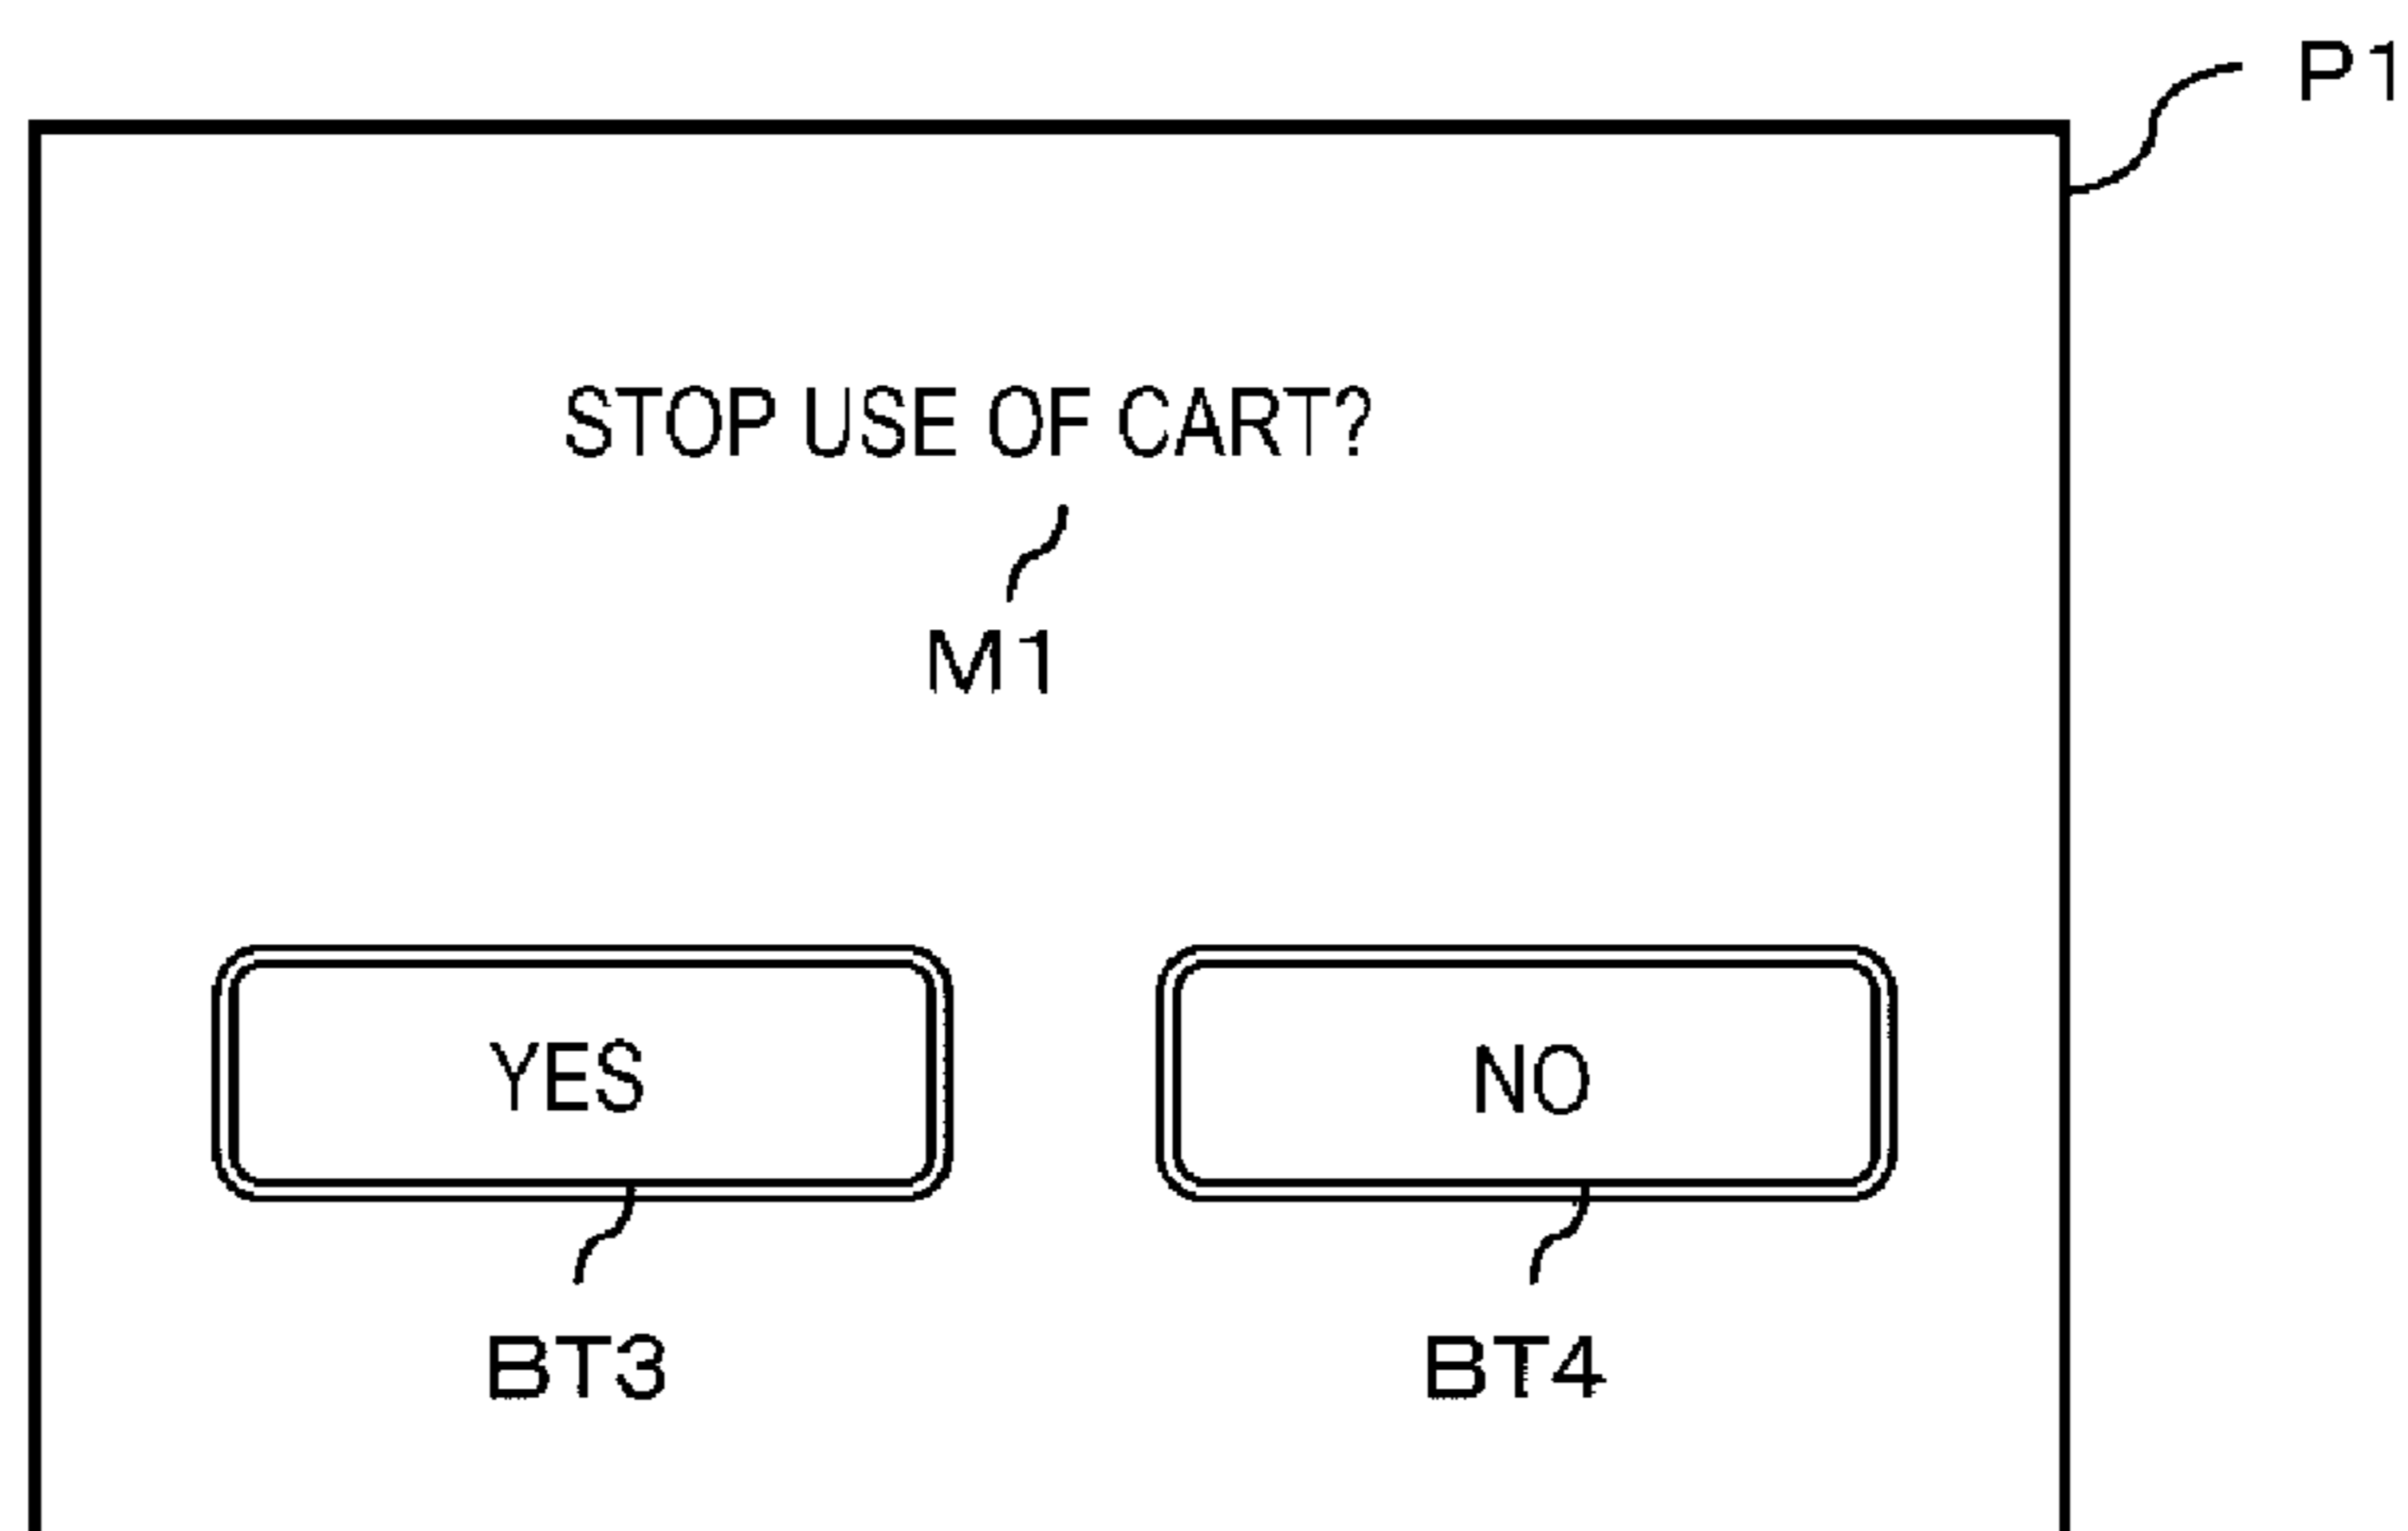 P1
STOP USE OF CART?
M1
YES
NO
BT3
BT4